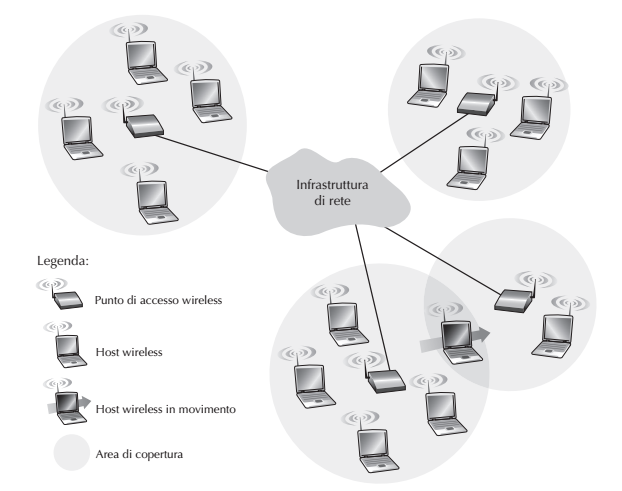 Infrastruttura
di rete
Legenda:
Punto di accesso wireless
Host wireless
Host wireless in movimento
Area di copertura